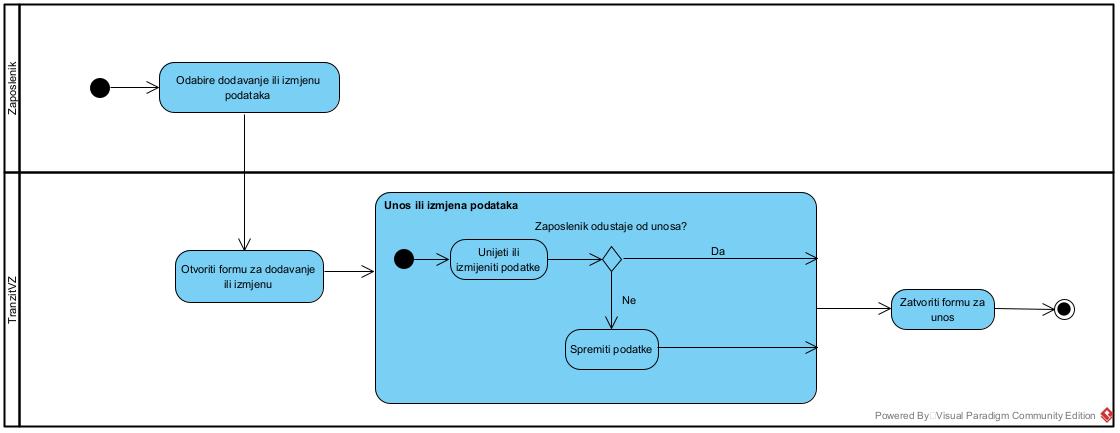 Zaposlenik
Odabire dodavanje ili izmjenu
podataka
TranzitVZ
Otvoriti formu za dodavanje
ili izmjenu
Unos ili izmjena podataka
Zaposlenik odustaje od unosa?
Unijeti ili
izmijeniti podatke
Da
Ne
Spremiti podatke
Zatvoriti formu za
unos
Powered By Visual Paradigm Community Edition